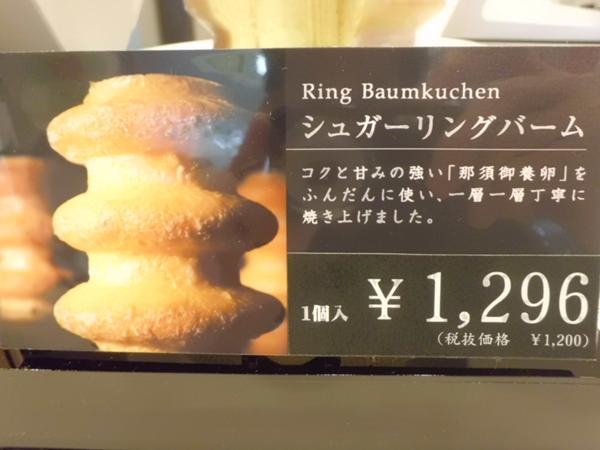 Ring Baumkuchen
シュガーリングバーム
コクと甘みの強い「那須御養卵」を
ふんだんに使い、一層一層丁寧に
焼き上げました。
1個入 ¥1,296
(税抜価格 ¥1,200)